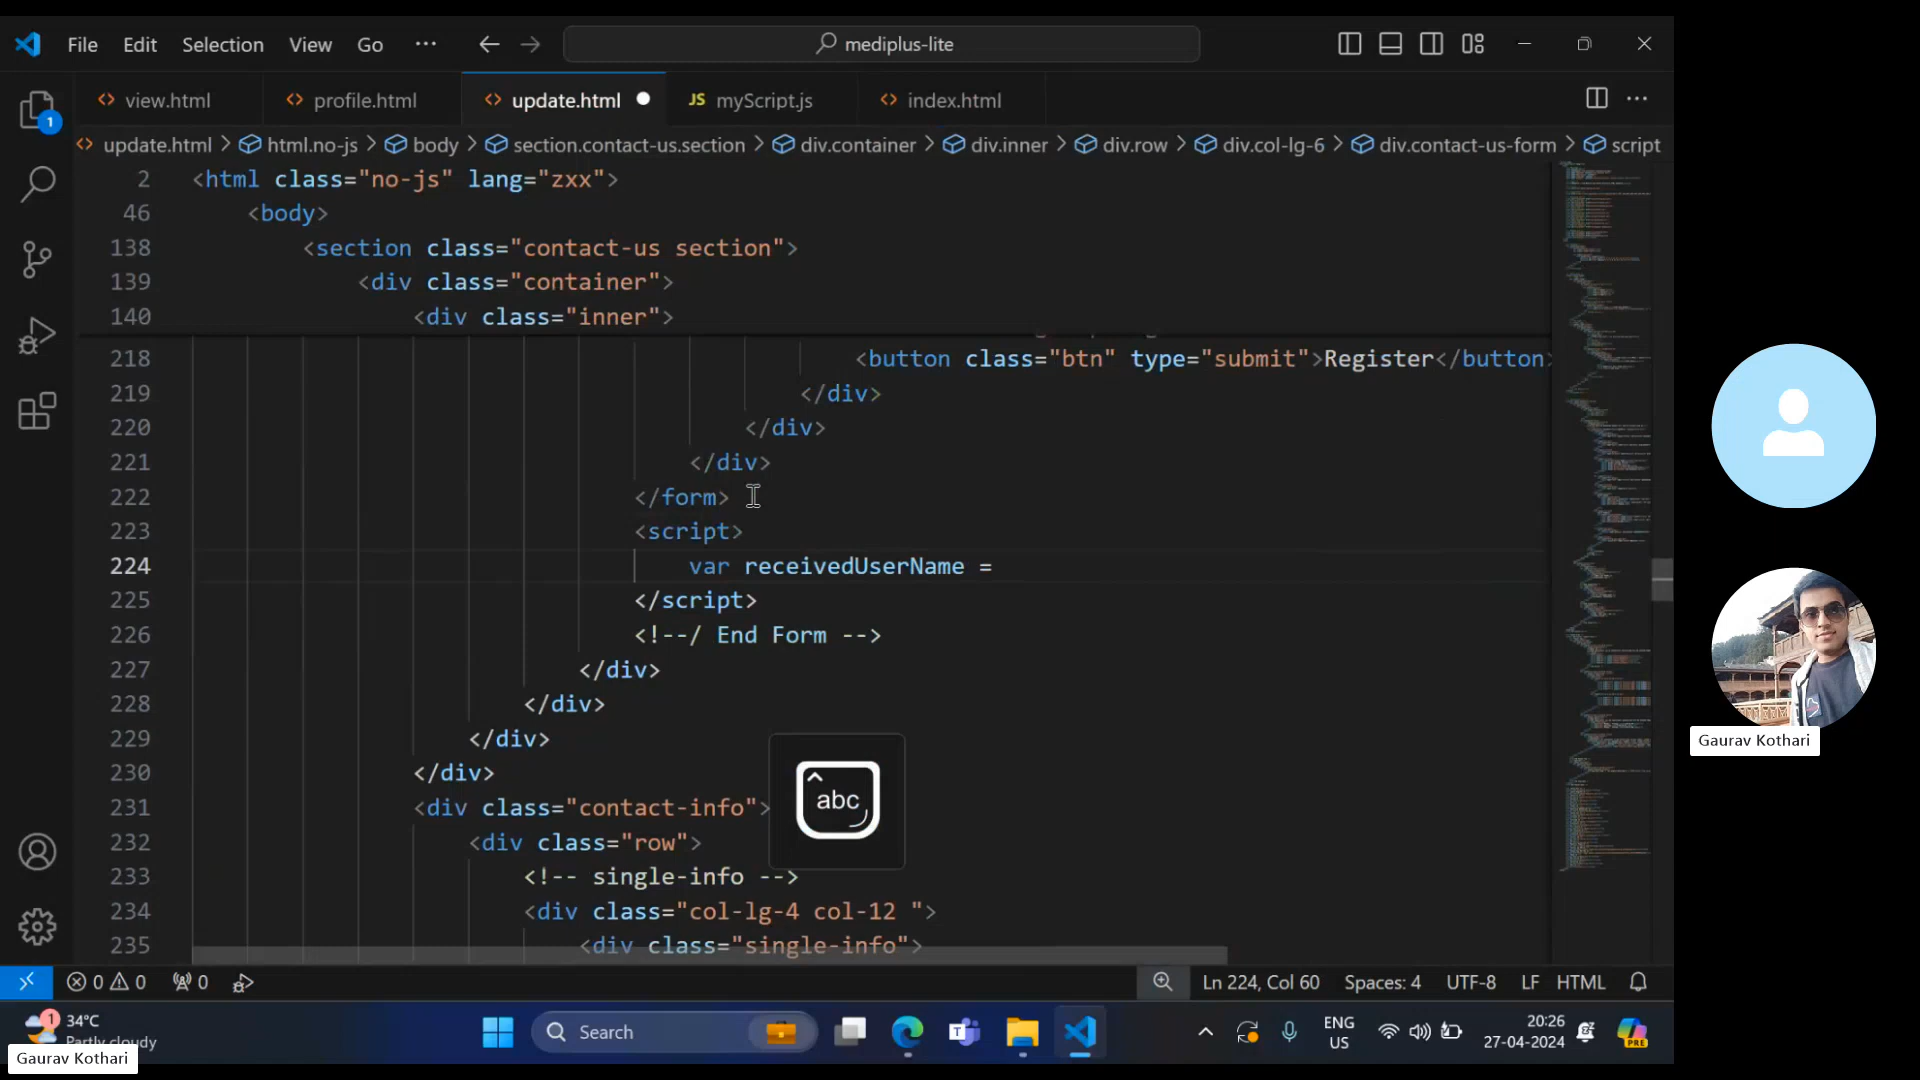 File Edit Selection View Go ···
mediplus-lite
view.html
profile.html
update.html
JS myScript.js
index.html
update.html > html.no-js > body > section.contact-us.section > div.container > div.inner > div.row > div.col-lg-6 > div.contact-us-form > script
2 <html class="no-js" lang="zxx">
46 <body>
138 <section class="contact-us section">
139 <div class="container">
140 <div class="inner">
218 <button class="btn" type="submit">Register</button>
219 </div>
220 </div>
221 </div>
222 </form>
223 <script>
224 var receivedUserName =
225 </script>
226 <!--/ End Form -->
227 </div>
228 </div>
229 </div>
230 </div>
231 <div class="contact-info">
232 <div class="row">
233 <!-- single-info -->
234 <div class="col-lg-4 col-12 ">
235 <div class="single-info">
1
abc
Gaurav Kothari
0 0 0
Ln 224, Col 60 Spaces: 4 UTF-8 LF HTML
1
34°C
Partly cloudy
Gaurav Kothari
Search
T
ENG
US
20:26
27-04-2024
PRE